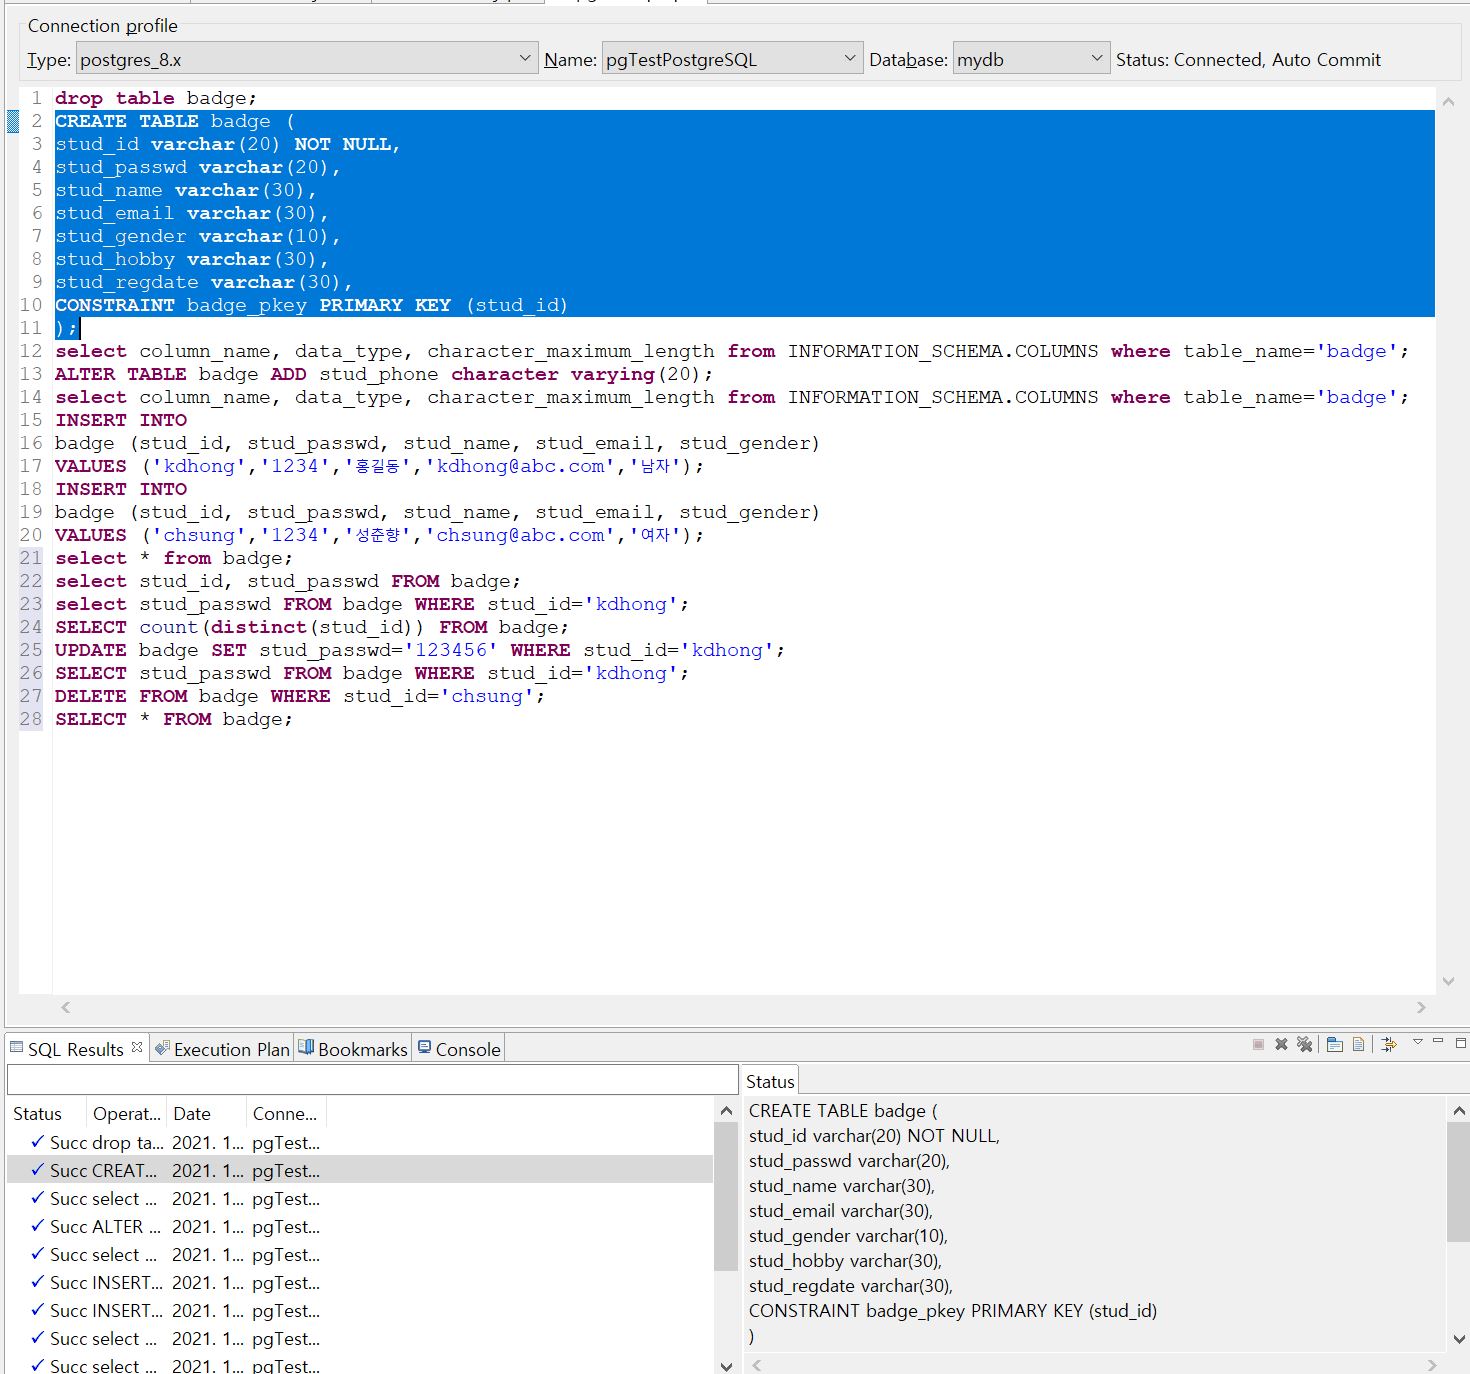 Connection profile
Type: postgres_8.x Name: pgTestPostgreSQL Database: mydb Status: Connected, Auto Commit
1 drop table badge;
2 CREATE TABLE badge (
3 stud_id varchar(20) NOT NULL,
4 stud_passwd varchar(20),
5 stud_name varchar(30),
6 stud_email varchar(30),
7 stud_gender varchar(10),
8 stud_hobby varchar(30),
9 stud_regdate varchar(30),
10 CONSTRAINT badge_pkey PRIMARY KEY (stud_id)
11 );
12 select column_name, data_type, character_maximum_length from INFORMATION_SCHEMA.COLUMNS where table_name='badge';
13 ALTER TABLE badge ADD stud_phone character varying(20);
14 select column_name, data_type, character_maximum_length from INFORMATION_SCHEMA.COLUMNS where table_name='badge';
15 INSERT INTO
16 badge (stud_id, stud_passwd, stud_name, stud_email, stud_gender)
17 VALUES ('kdhong','1234','홍길동','kdhong@abc.com','남자');
18 INSERT INTO
19 badge (stud_id, stud_passwd, stud_name, stud_email, stud_gender)
20 VALUES ('chsung','1234','성춘향','chsung@abc.com','여자');
21 select * from badge;
22 select stud_id, stud_passwd FROM badge;
23 select stud_passwd FROM badge WHERE stud_id='kdhong';
24 SELECT count(distinct(stud_id)) FROM badge;
25 UPDATE badge SET stud_passwd='123456' WHERE stud_id='kdhong';
26 SELECT stud_passwd FROM badge WHERE stud_id='kdhong';
27 DELETE FROM badge WHERE stud_id='chsung';
28 SELECT * FROM badge;
SQL Results Execution Plan Bookmarks Console
Status Operat... Date Conne...
Succ drop ta... 2021. 1... pgTest...
Succ CREAT... 2021. 1... pgTest...
Succ select ... 2021. 1... pgTest...
Succ ALTER ... 2021. 1... pgTest...
Succ select ... 2021. 1... pgTest...
Succ INSERT... 2021. 1... pgTest...
Succ INSERT... 2021. 1... pgTest...
Succ select ... 2021. 1... pgTest...
Succ select ... 2021. 1... pgTest...
Status
CREATE TABLE badge (
stud_id varchar(20) NOT NULL,
stud_passwd varchar(20),
stud_name varchar(30),
stud_email varchar(30),
stud_gender varchar(10),
stud_hobby varchar(30),
stud_regdate varchar(30),
CONSTRAINT badge_pkey PRIMARY KEY (stud_id)
)